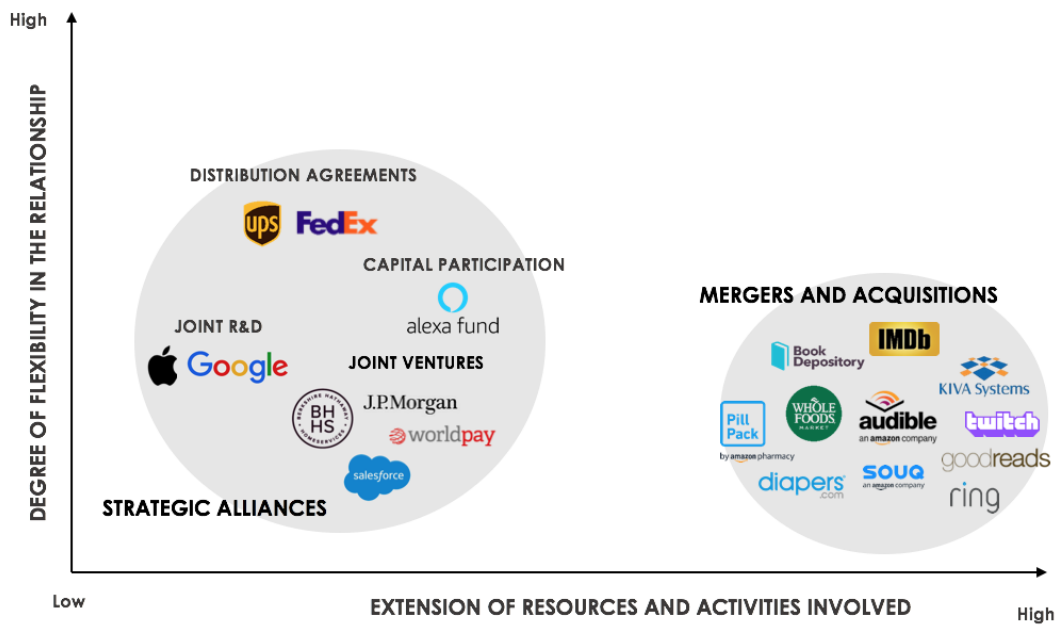 High
DEGREE OF FLEXIBILITY IN THE RELATIONSHIP
DISTRIBUTION AGREEMENTS
ups
FedEx
CAPITAL PARTICIPATION
alexa fund
JOINT R&D
Google
JOINT VENTURES
BERKSHIRE HATHAWAY
BH
HS
HOMESERVICES
J.P.Morgan
worldpay
salesforce
STRATEGIC ALLIANCES
MERGERS AND ACQUISITIONS
IMDb
Book
Depository
KIVA Systems
Pill
Pack
by amazon pharmacy
WHOLE
FOODS
MARKET
audible
an amazon company
twitch
goodreads
diapers
.com
SOUQ
an amazon company
ring
Low
EXTENSION OF RESOURCES AND ACTIVITIES INVOLVED
High